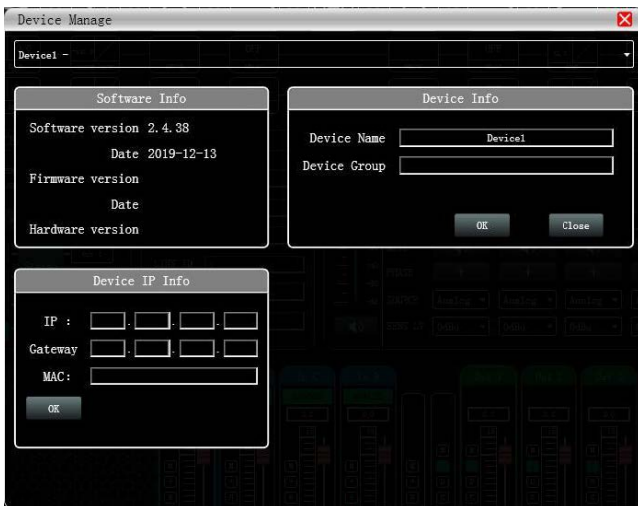 Device Manage
Device1 -
Software Info
Software version 2.4.38
Date 2019-12-13
Firmware version
Date
Hardware version
Device Info
Device Name Device1
Device Group
OK Close
Device IP Info
IP :
Gateway
MAC:
OK